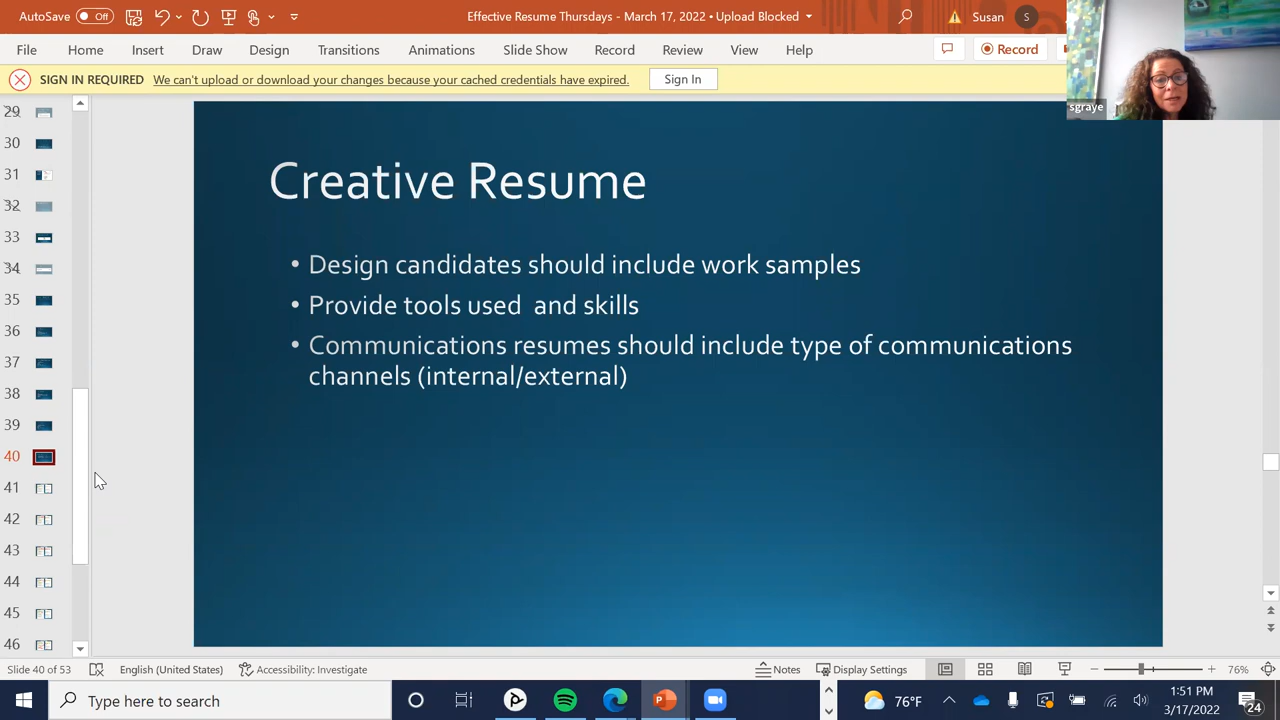 AutoSave Off
Effective Resume Thursdays - March 17, 2022 • Upload Blocked
Susan
S
File Home Insert Draw Design Transitions Animations Slide Show Record Review View Help
Record
SIGN IN REQUIRED We can't upload or download your changes because your cached credentials have expired. Sign In
sgraye
29
30
31
32
33
34
35
36
37
38
39
40
41
42
43
44
45
46
Creative Resume
• Design candidates should include work samples
• Provide tools used  and skills
• Communications resumes should include type of communications
channels (internal/external)
Slide 40 of 53 English (United States) Accessibility: Investigate Notes Display Settings 76%
Type here to search
76°F
1:51 PM
3/17/2022
24